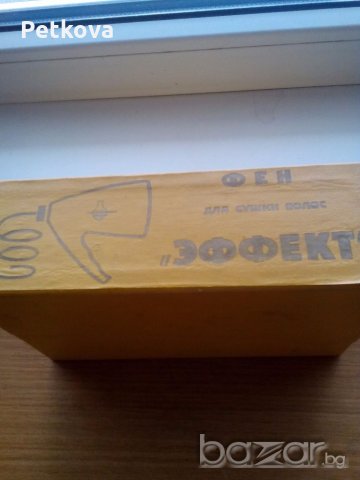 Petkova
ФЕН
ДЛЯ СУШКИ ВОЛОС
„ЭФФЕКТ“
bazar.bg